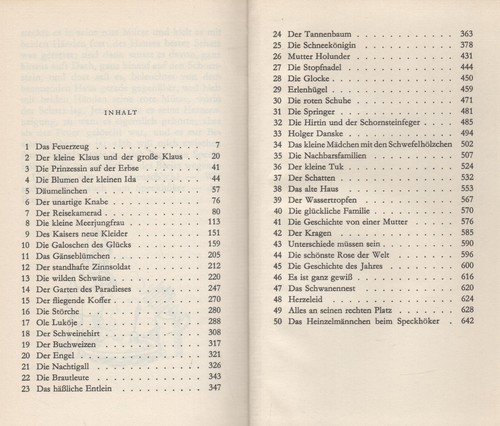 INHALT
1 Das Feuerzeug . . . . . . . . . . . . 7
2 Der kleine Klaus und der große Klaus . . . 20
3 Die Prinzessin auf der Erbse . . . . . . . 41
4 Die Blumen der kleinen Ida . . . . . . . 44
5 Däumelinchen . . . . . . . . . . . . 57
6 Der unartige Knabe . . . . . . . . . . 76
7 Der Reisekamerad . . . . . . . . . . . 80
8 Die kleine Meerjungfrau . . . . . . . . 113
9 Des Kaisers neue Kleider . . . . . . . . 151
10 Die Galoschen des Glücks . . . . . . . . 159
11 Das Gänseblümchen . . . . . . . . . . 205
12 Der standhafte Zinnsoldat . . . . . . . . 212
13 Die wilden Schwäne . . . . . . . . . . 220
14 Der Garten des Paradieses . . . . . . . 247
15 Der fliegende Koffer . . . . . . . . . . 270
16 Die Störche . . . . . . . . . . . . . 280
17 Ole Luköje . . . . . . . . . . . . . 288
18 Der Schweinehirt . . . . . . . . . . . 308
19 Der Buchweizen . . . . . . . . . . . 317
20 Der Engel . . . . . . . . . . . . . 321
21 Die Nachtigall . . . . . . . . . . . . 326
22 Die Brautleute . . . . . . . . . . . . 343
23 Das häßliche Entlein . . . . . . . . . 347
24 Der Tannenbaum . . . . . . . . . . . 363
25 Die Schneekönigin . . . . . . . . . . 378
26 Mutter Holunder . . . . . . . . . . . 431
27 Die Stopfnadel . . . . . . . . . . . . 444
28 Die Glocke . . . . . . . . . . . . . 450
29 Erlenhügel . . . . . . . . . . . . . 459
30 Die roten Schuhe . . . . . . . . . . . 471
31 Die Springer . . . . . . . . . . . . 481
32 Die Hirtin und der Schornsteinfeger . . . . 485
33 Holger Danske . . . . . . . . . . . . 494
34 Das kleine Mädchen mit den Schwefelhölzchen 502
35 Die Nachbarsfamilien . . . . . . . . . 507
36 Der kleine Tuk . . . . . . . . . . . . 524
37 Der Schatten . . . . . . . . . . . . 532
38 Das alte Haus . . . . . . . . . . . . 553
39 Der Wassertropfen . . . . . . . . . . 567
40 Die glückliche Familie . . . . . . . . . 570
41 Die Geschichte von einer Mutter . . . . . 576
42 Der Kragen . . . . . . . . . . . . . 585
43 Unterschiede müssen sein . . . . . . . . 590
44 Die schönste Rose der Welt . . . . . . . 596
45 Die Geschichte des Jahres . . . . . . . 600
46 Es ist ganz gewiß . . . . . . . . . . . 616
47 Das Schwanennest . . . . . . . . . . 620
48 Herzeleid . . . . . . . . . . . . . 624
49 Alles an seinen rechten Platz . . . . . . 628
50 Das Heinzelmännchen beim Speckhöker . . 642